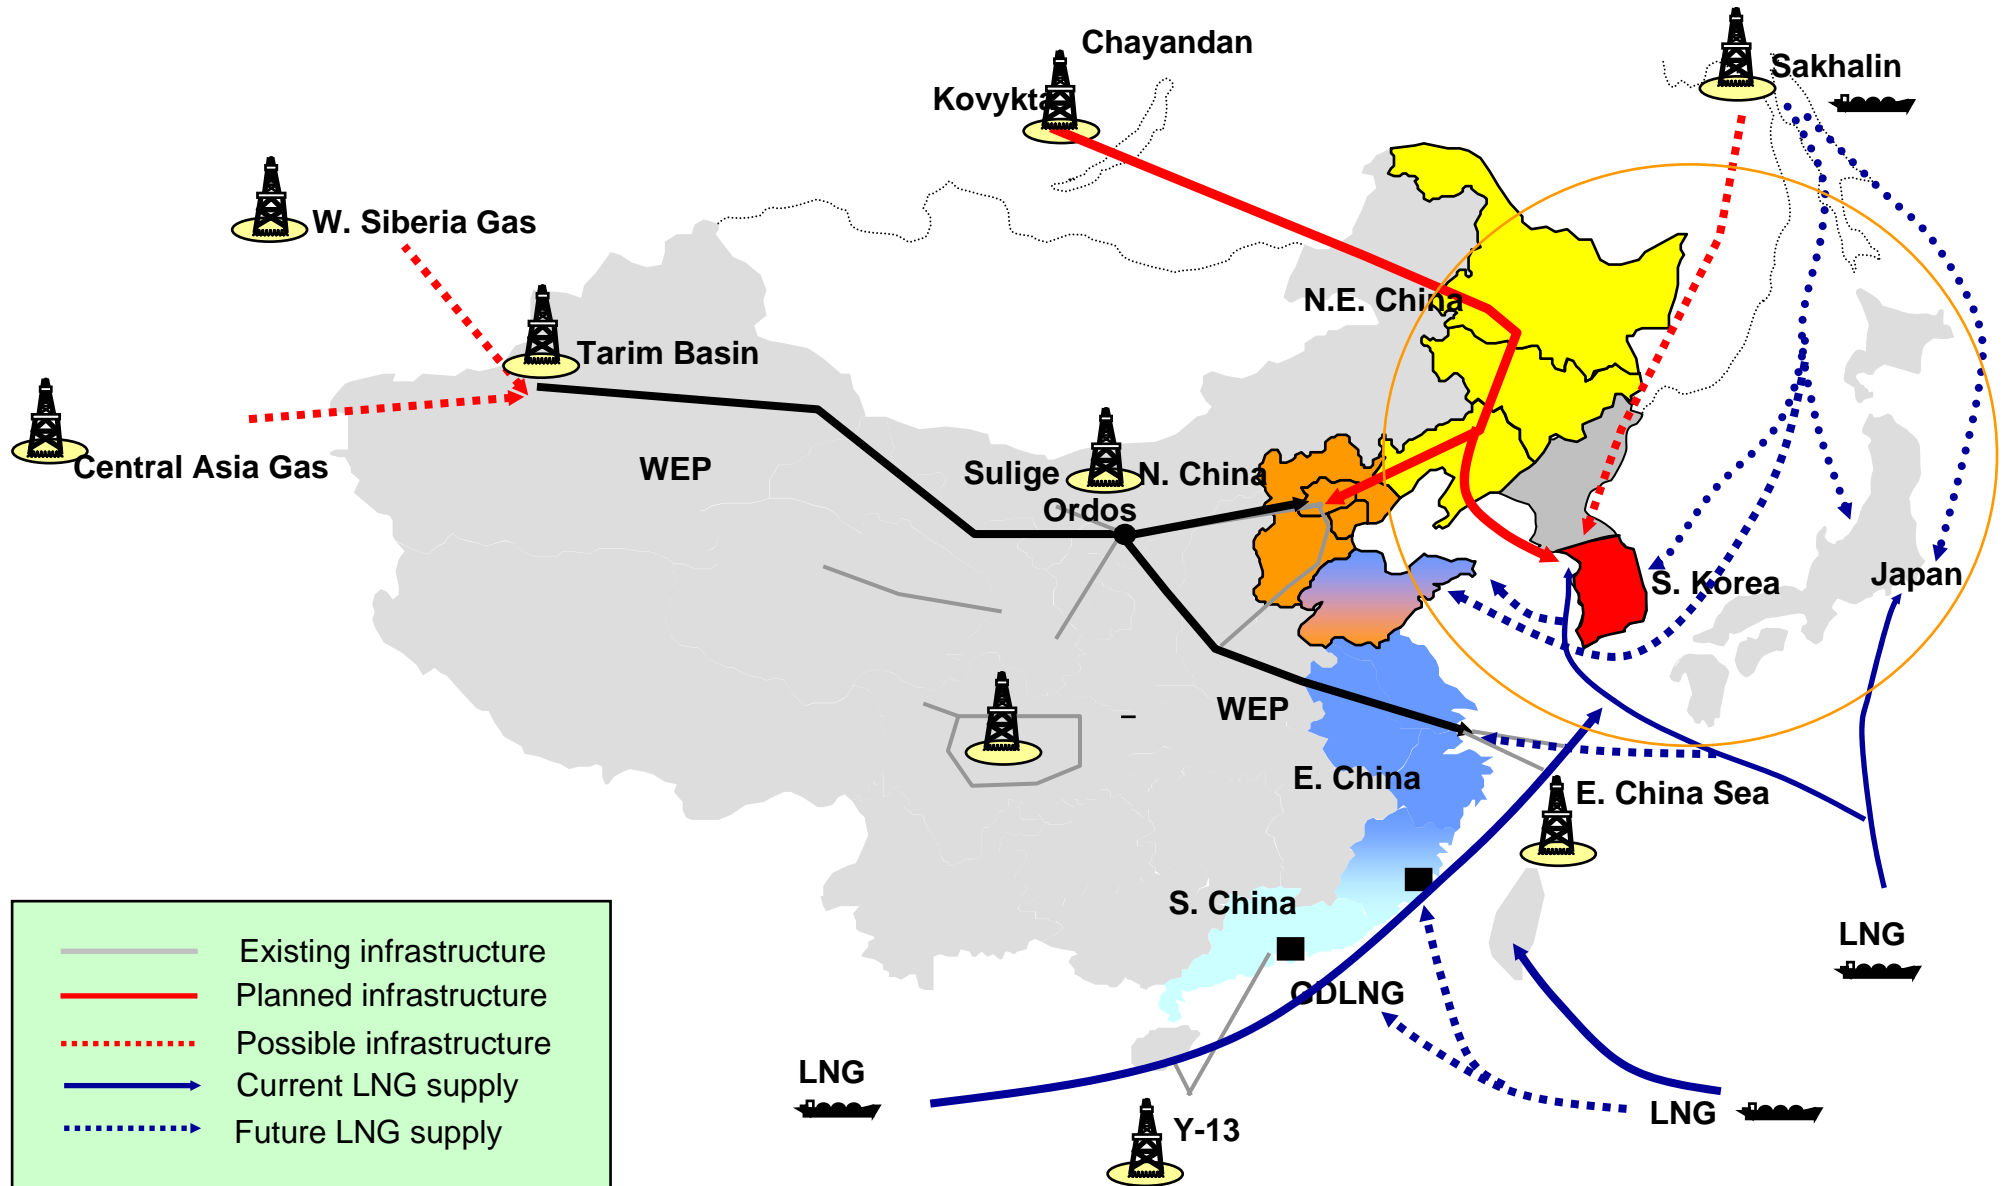 Chayandan
Sakhalin
Kovykta
W. Siberia Gas
N.E. China
Tarim Basin
Central Asia Gas
WEP
Sulige
N. China
Ordos
S. Korea
Japan
WEP
E. China
E. China Sea
S. China
GDLNG
LNG
LNG
LNG
Y-13
Existing infrastructure
Planned infrastructure
Possible infrastructure
Current LNG supply
Future LNG supply